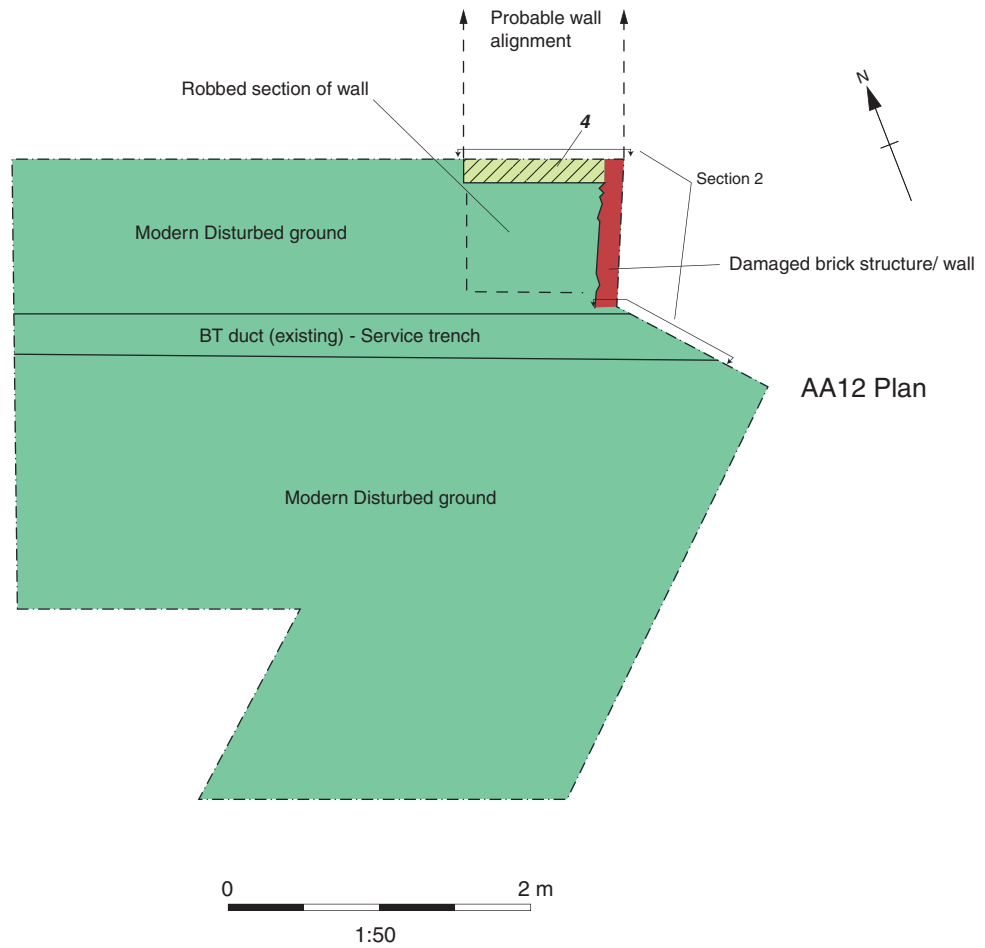 Probable wall
alignment
N
Robbed section of wall
4
Section 2
Modern Disturbed ground
Damaged brick structure/ wall
BT duct (existing) - Service trench
AA12 Plan
Modern Disturbed ground
0
2 m
1:50